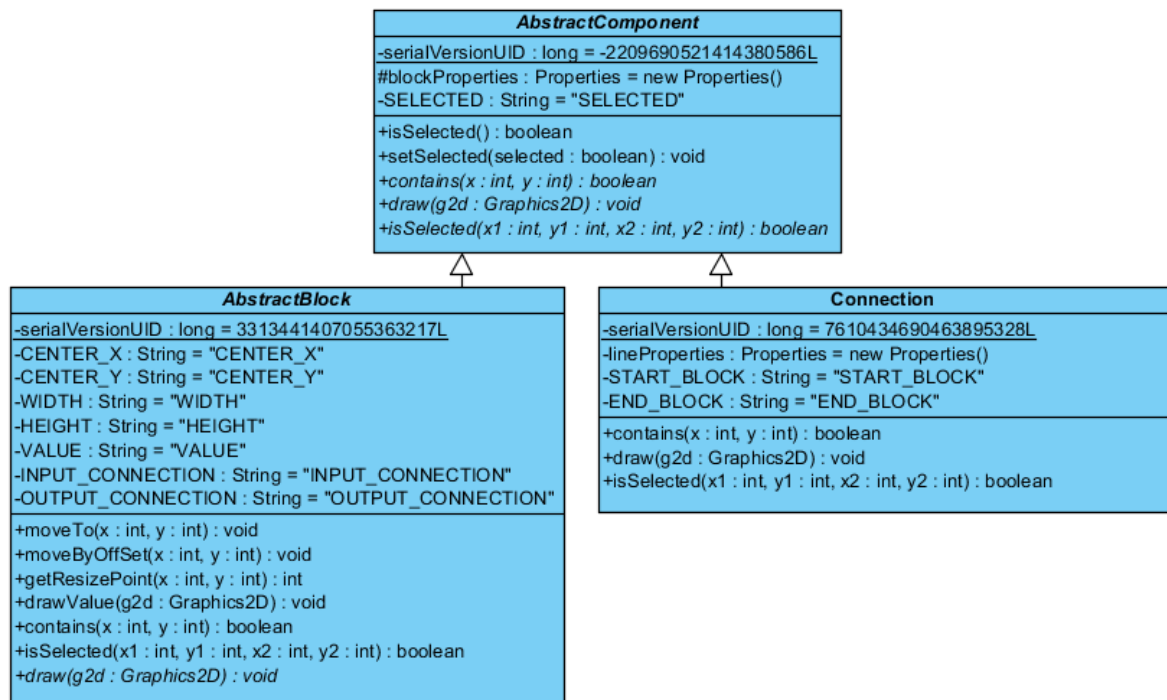 AbstractComponent
-serialVersionUID : long = -2209690521414380586L
#blockProperties : Properties = new Properties()
-SELECTED : String = "SELECTED"
+isSelected() : boolean
+setSelected(selected : boolean) : void
+contains(x : int, y : int) : boolean
+draw(g2d : Graphics2D) : void
+isSelected(x1 : int, y1 : int, x2 : int, y2 : int) : boolean
AbstractBlock
-serialVersionUID : long = 3313441407055363217L
-CENTER_X : String = "CENTER_X"
-CENTER_Y : String = "CENTER_Y"
-WIDTH : String = "WIDTH"
-HEIGHT : String = "HEIGHT"
-VALUE : String = "VALUE"
-INPUT_CONNECTION : String = "INPUT_CONNECTION"
-OUTPUT_CONNECTION : String = "OUTPUT_CONNECTION"
+moveTo(x : int, y : int) : void
+moveByOffSet(x : int, y : int) : void
+getResizePoint(x : int, y : int) : int
+drawValue(g2d : Graphics2D) : void
+contains(x : int, y : int) : boolean
+isSelected(x1 : int, y1 : int, x2 : int, y2 : int) : boolean
+draw(g2d : Graphics2D) : void
Connection
-serialVersionUID : long = 7610434690463895328L
-lineProperties : Properties = new Properties()
-START_BLOCK : String = "START_BLOCK"
-END_BLOCK : String = "END_BLOCK"
+contains(x : int, y : int) : boolean
+draw(g2d : Graphics2D) : void
+isSelected(x1 : int, y1 : int, x2 : int, y2 : int) : boolean